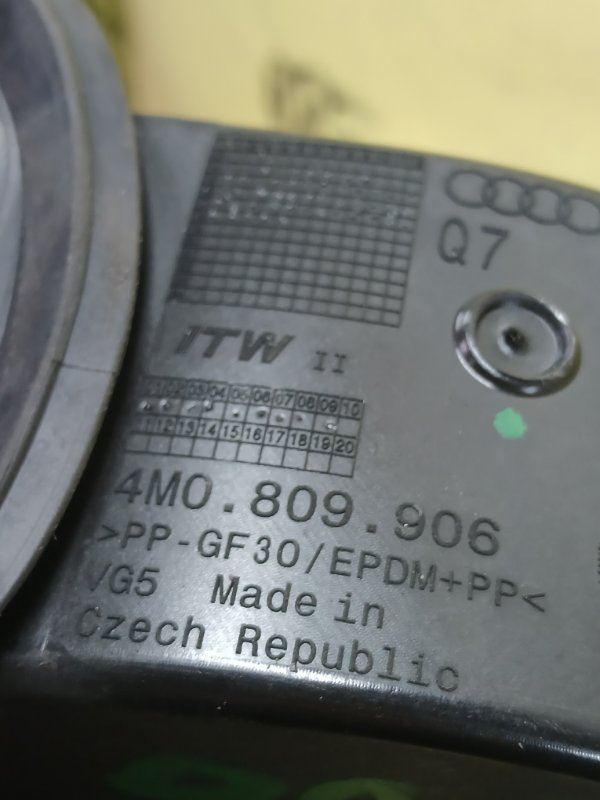 Q7
ITW II
01 02 03 04 05 06 07 08 09 10
11 12 13 14 15 16 17 18 19 20
4M0.809.906
>PP-GF30/EPDM+PP<
VG5 Made in
Czech Republic